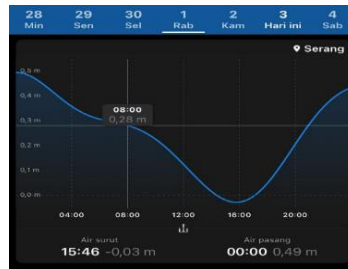 28 29 30 1 2 3 4
Min Sen Sel Rab Kam Hari ini Sab
Serang
0,5 m
0,4 m
08:00
0,28 m
0,3 m
0,2 m
0,1 m
0,0 m
04:00 08:00 12:00 16:00 20:00
Air surut Air pasang
15:46 -0,03 m 00:00 0,49 m